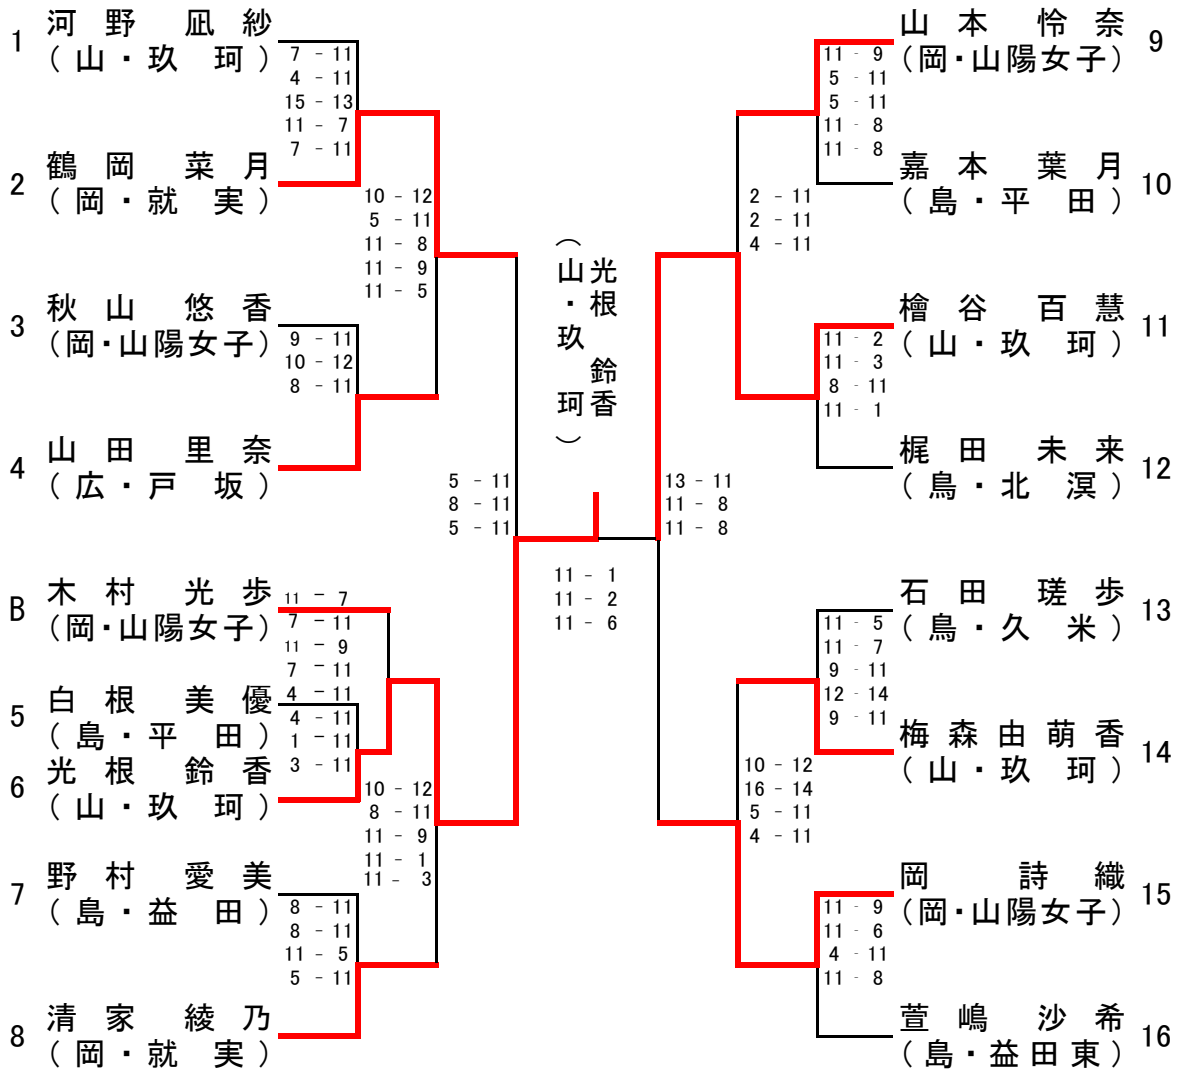 1 河野 凪紗
（山・玖 珂）
7 - 11
4 - 11
15 - 13
11 - 7
7 - 11
2 鶴岡 菜月
（岡・就 実）
10 - 12
5 - 11
11 - 8
11 - 9
11 - 5
3 秋山 悠香
（岡・山陽女子）
9 - 11
10 - 12
8 - 11
4 山田 里奈
（広・戸 坂）
5 - 11
8 - 11
5 - 11
B 木村 光歩
（岡・山陽女子）
11 - 7
7 - 11
11 - 9
7 - 11
4 - 11
5 白根 美優
（島・平 田）
4 - 11
1 - 11
3 - 11
6 光根 鈴香
（山・玖 珂）
10 - 12
8 - 11
11 - 9
11 - 1
11 - 3
7 野村 愛美
（島・益 田）
8 - 11
8 - 11
11 - 5
5 - 11
8 清家 綾乃
（岡・就 実）
光根 鈴香
（山・玖 珂）
11 - 1
11 - 2
11 - 6
山本 怜奈 9
（岡・山陽女子）
11 - 9
5 - 11
5 - 11
11 - 8
11 - 8
嘉本 葉月 10
（島・平 田）
2 - 11
2 - 11
4 - 11
檜谷 百慧 11
（山・玖 珂）
11 - 2
11 - 3
8 - 11
11 - 1
梶田 未来 12
（鳥・北 溟）
13 - 11
11 - 8
11 - 8
石田 瑳歩 13
（鳥・久 米）
11 - 5
11 - 7
9 - 11
12 - 14
9 - 11
梅森由萌香 14
（山・玖 珂）
10 - 12
16 - 14
5 - 11
4 - 11
岡 詩織 15
（岡・山陽女子）
11 - 9
11 - 6
4 - 11
11 - 8
萱嶋 沙希 16
（島・益田東）